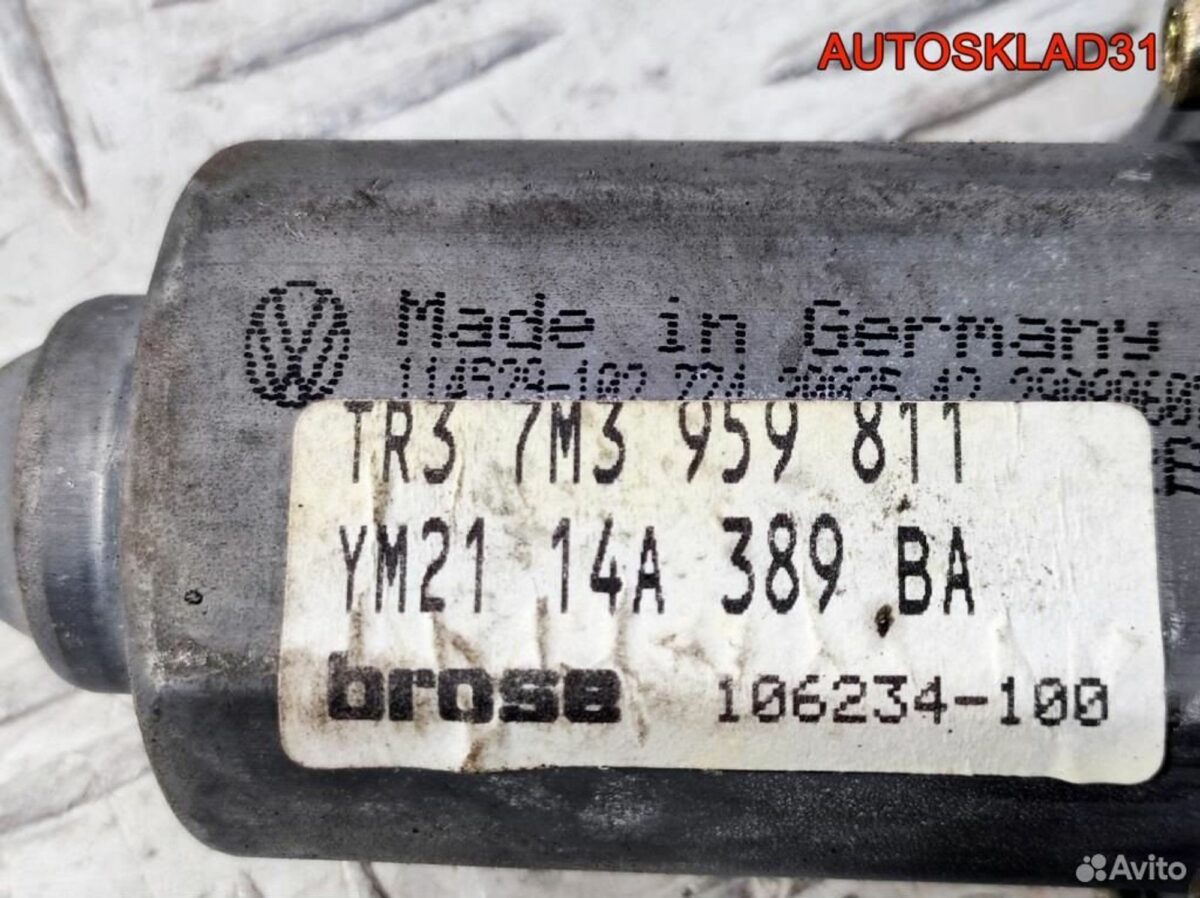 AUTOSKLAD31
Made in Germany
TR3 7M3 959 811
YM21 14A 389 BA
brose 106234-100
Avito